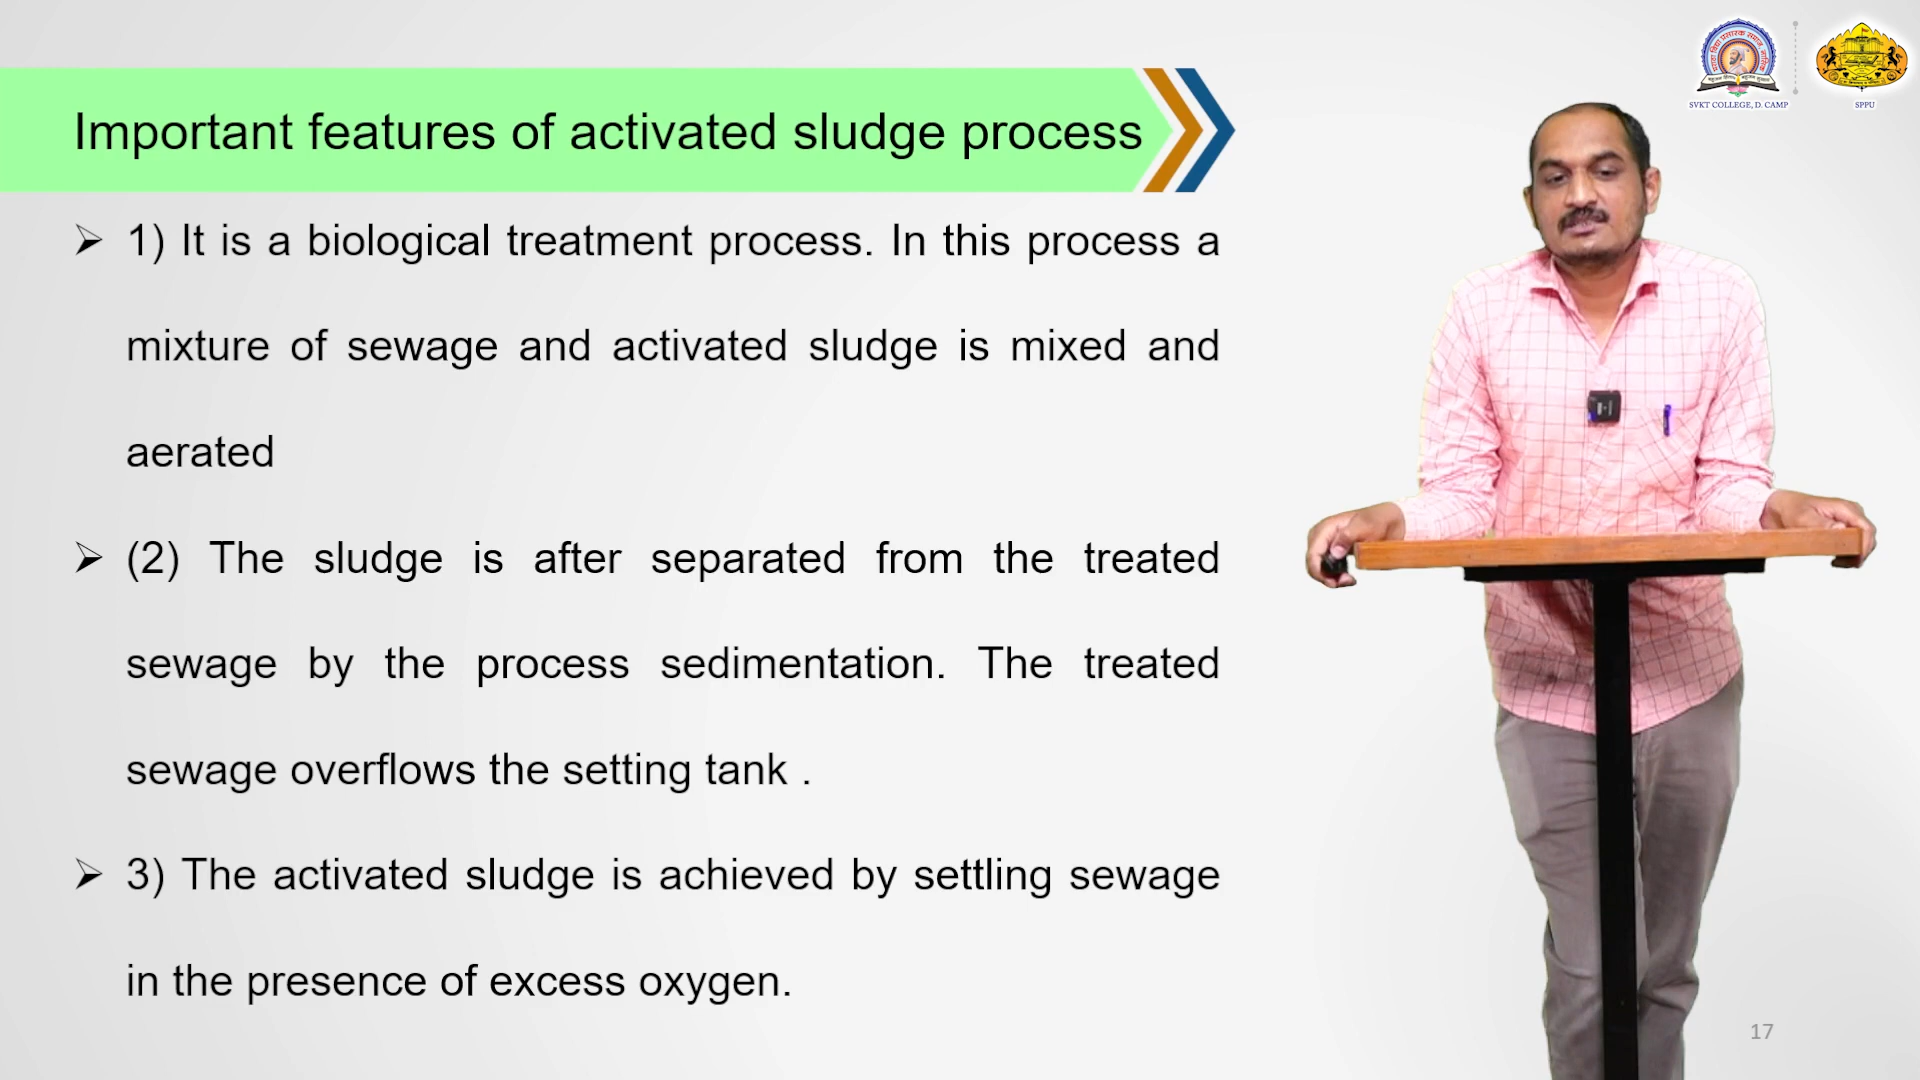 SVKT COLLEGE, D. CAMP
SPPU
Important features of activated sludge process
1) It is a biological treatment process. In this process a
mixture of sewage and activated sludge is mixed and
aerated
(2) The sludge is after separated from the treated
sewage by the process sedimentation. The treated
sewage overflows the setting tank .
3) The activated sludge is achieved by settling sewage
in the presence of excess oxygen.
17